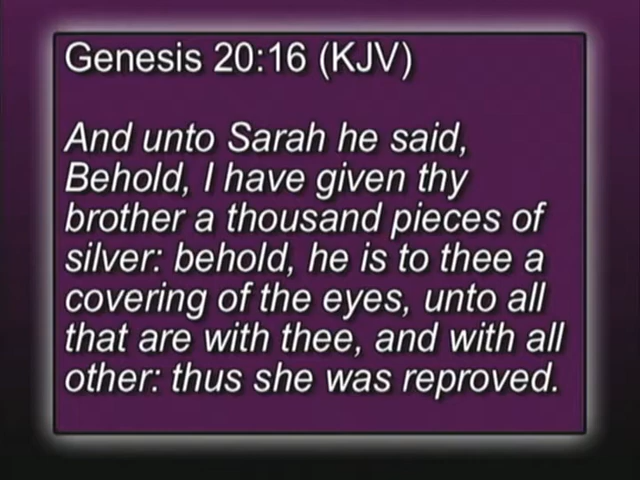 Genesis 20:16 (KJV)
And unto Sarah he said,
Behold, I have given thy
brother a thousand pieces of
silver: behold, he is to thee a
covering of the eyes, unto all
that are with thee, and with all
other: thus she was reproved.